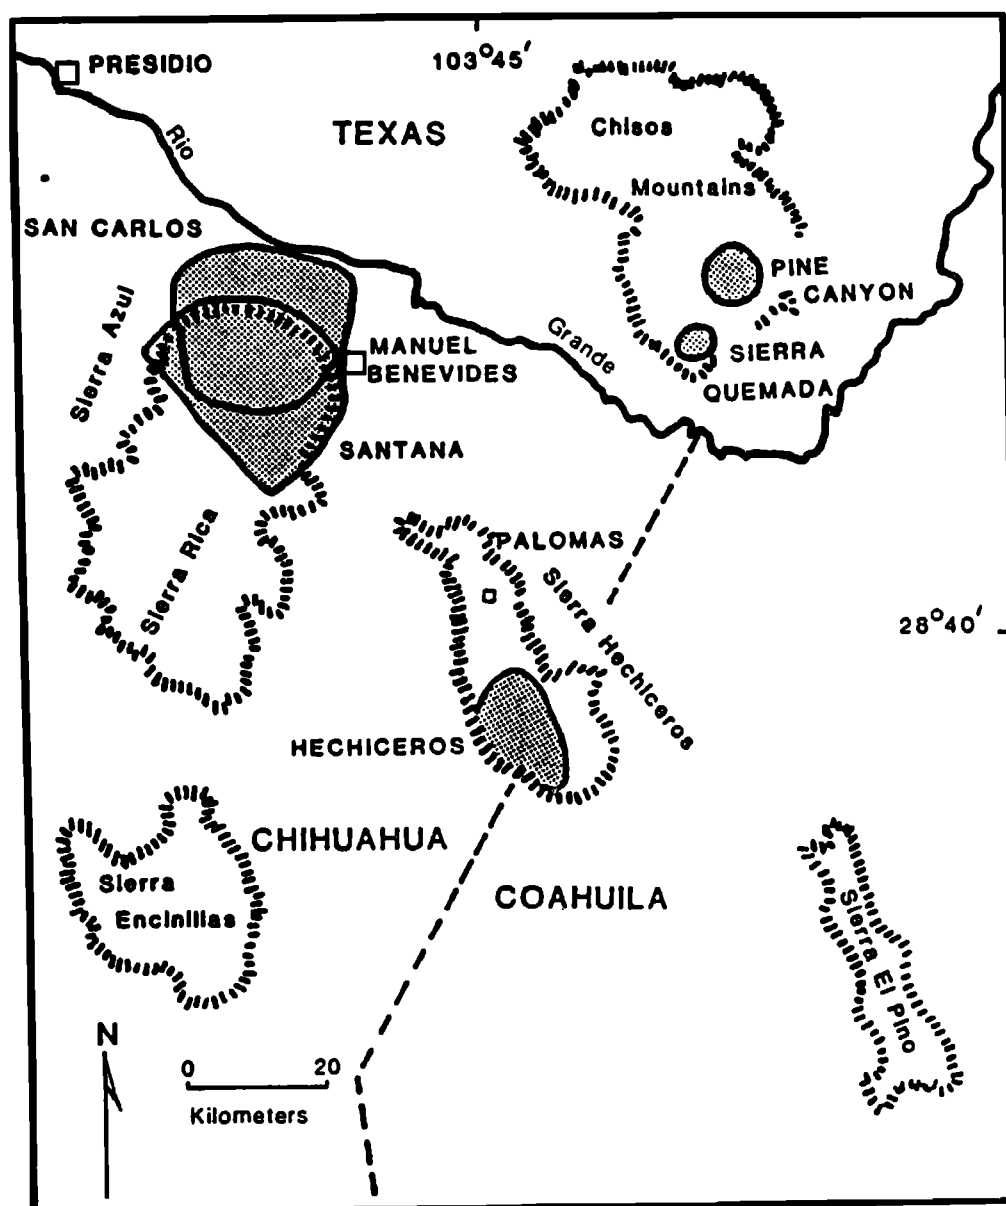 103°45′
PRESIDIO
Rio
TEXAS
Chisos
Mountains
SAN CARLOS
PINE
CANYON
Sierra Azul
Grande
MANUEL
BENEVIDES
SIERRA
QUEMADA
SANTANA
Sierra Rica
PALOMAS
Sierra Hechiceros
28°40′
HECHICEROS
CHIHUAHUA
COAHUILA
Sierra
Encinillas
Sierra El Pino
N
0 20
Kilometers